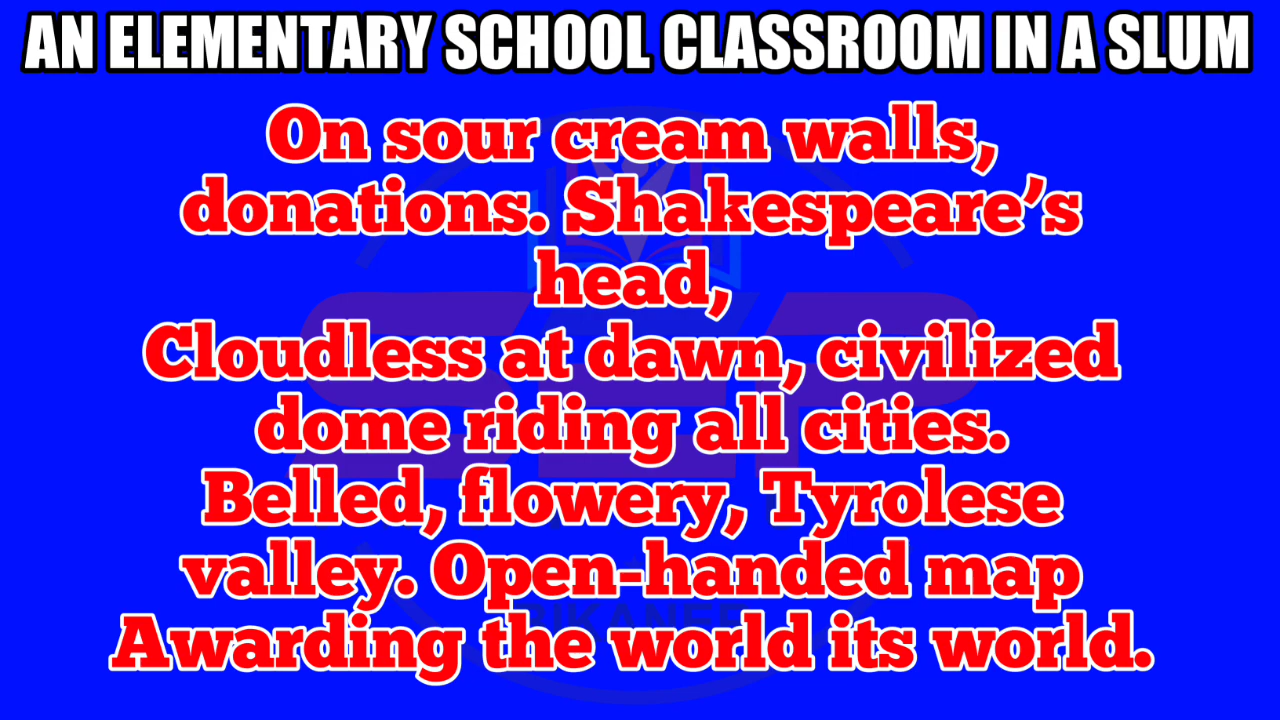 AN ELEMENTARY SCHOOL CLASSROOM IN A SLUM
On sour cream walls,
donations. Shakespeare’s
head,
Cloudless at dawn, civilized
dome riding all cities.
Belled, flowery, Tyrolese
valley. Open-handed map
Awarding the world its world.